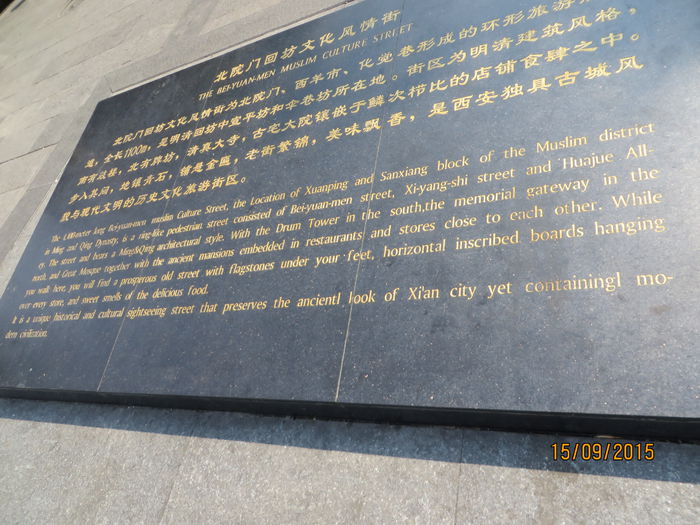 北院门回坊文化风情街
THE BEI-YUAN-MEN MUSLIM CULTURE STREET
北院门回坊文化风情街为北院门、西羊市、化觉巷形成的环形旅游
道，全长1100m，是明清回坊中宣平坊和伞巷坊所在地。街区为明清建筑风格，
南有鼓楼，北有牌坊，清真大寺，古宅大院镶嵌于鳞次栉比的店铺食肆之中。
步入其间，地银青石，铺悬金匾，老街繁锦，美味飘香，是西安独具古城风
貌与现代文明的历史文化旅游街区。
The 1,100-meter long Bei-yuan-men muslim Culture Street, the Location of Xuanping and Sanxiang block of the Muslim district
in Ming and Qing Dynasty, is a ring-like pedestrian street consisted of Bei-yuan-men street, Xi-yang-shi street and Huajue All-
ey. The street and bears a Ming&Qing architectural style. With the Drum Tower in the south,the memorial gateway in the
north, and Great Mosque together with the ancient mansions embedded in restaurants and stores close to each other. While
you walk here, you will find a prosperous old street with flagstones under your feet, horizontal inscribed boards hanging
over every store, and sweet smells of the delicious food.
It is a unique historical and cultural sightseeing street that preserves the ancientl look of Xi'an city yet containingl mo-
dern civilization.
15/09/2015